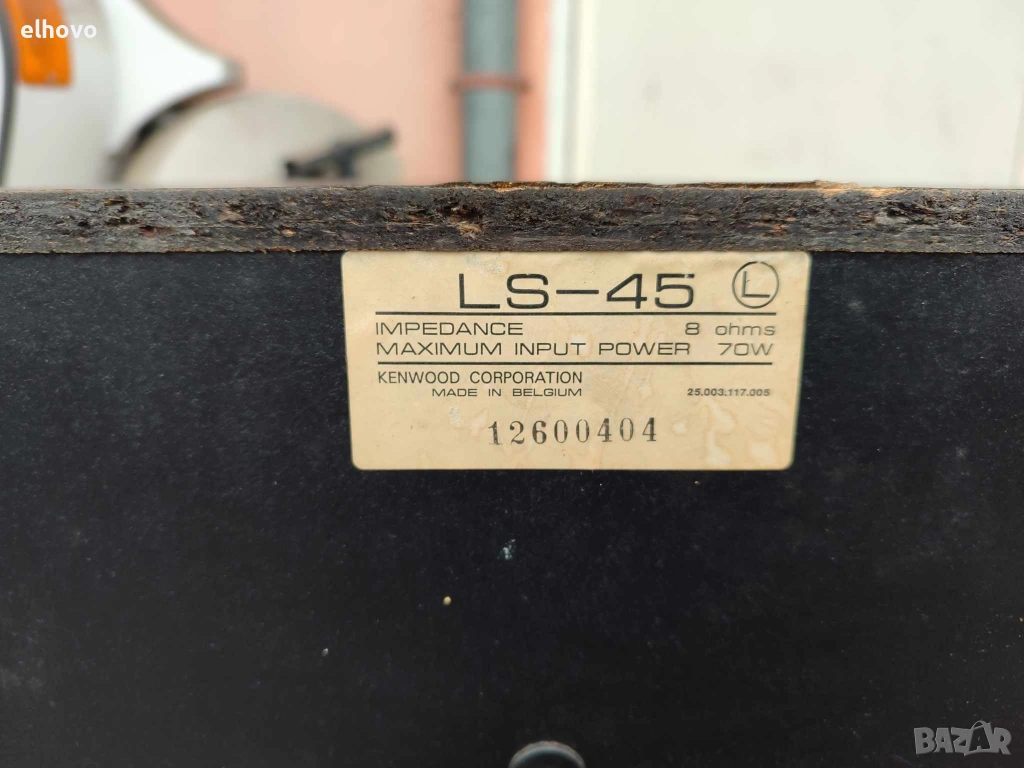 elhovo
LS-45 L
IMPEDANCE 8 ohms
MAXIMUM INPUT POWER 70W
KENWOOD CORPORATION
MADE IN BELGIUM 25.003.117.005
12600404
BAZAR